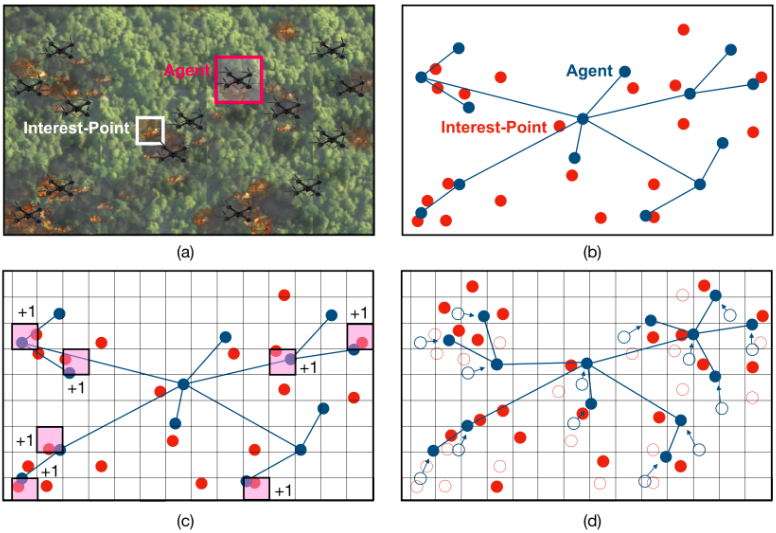 Agent
Interest-Point
(a)
Agent
Interest-Point
(b)
+1
+1
+1
+1
+1
+1
+1
(c)
(d)